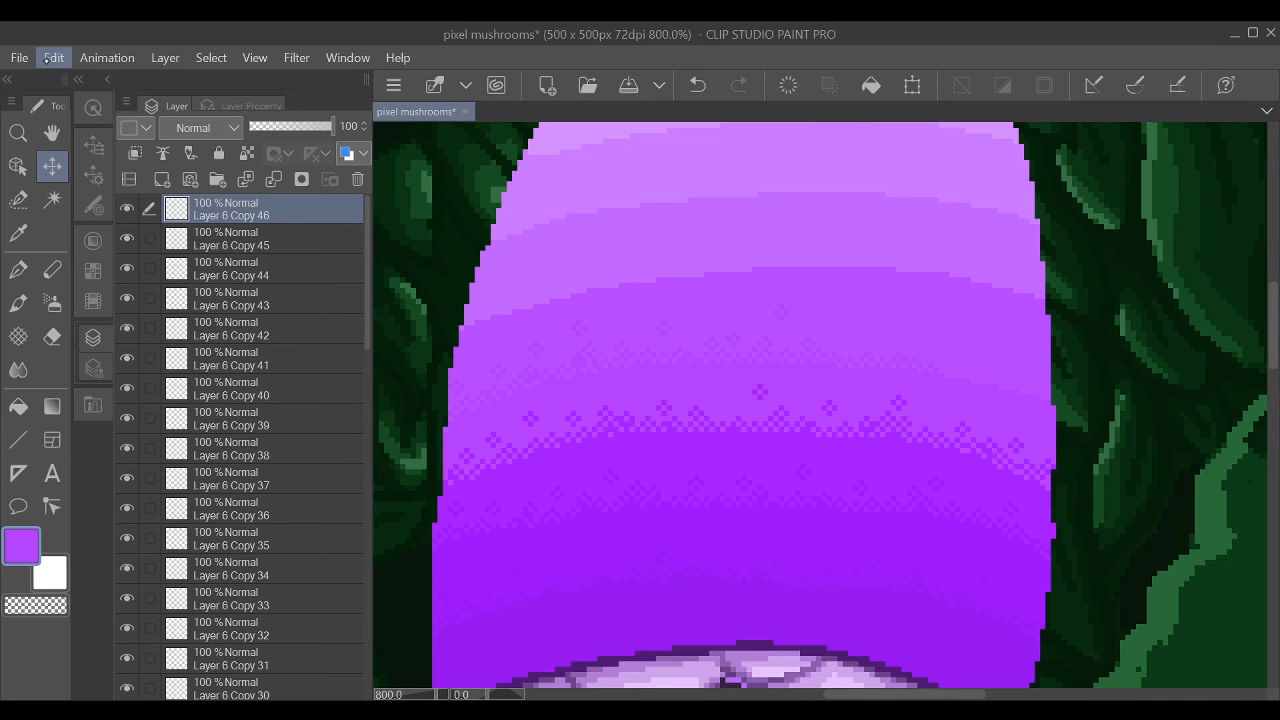 pixel mushrooms* (500 x 500px 72dpi 800.0%) - CLIP STUDIO PAINT PRO
File Edit Animation Layer Select View Filter Window Help
Too Layer Layer Property
pixel mushrooms*
Normal 100
100 %Normal
Layer 6 Copy 46
100 %Normal
Layer 6 Copy 45
100 %Normal
Layer 6 Copy 44
100 %Normal
Layer 6 Copy 43
100 %Normal
Layer 6 Copy 42
100 %Normal
Layer 6 Copy 41
100 %Normal
Layer 6 Copy 40
100 %Normal
Layer 6 Copy 39
100 %Normal
Layer 6 Copy 38
100 %Normal
Layer 6 Copy 37
100 %Normal
Layer 6 Copy 36
100 %Normal
Layer 6 Copy 35
100 %Normal
Layer 6 Copy 34
100 %Normal
Layer 6 Copy 33
100 %Normal
Layer 6 Copy 32
100 %Normal
Layer 6 Copy 31
100 %Normal
Layer 6 Copy 30
800.0 0.0